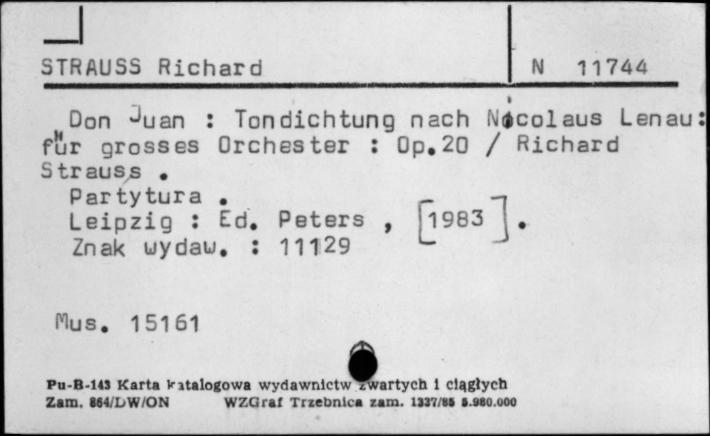 STRAUSS Richard N 11744
Don Juan : Tondichtung nach Nicolaus Lenau:
für grosses Orchester : Op.20 / Richard
Strauss .
Partytura .
Leipzig : Ed. Peters , [1983].
Znak wydaw. : 11129
Mus. 15161
Pu-B-143 Karta katalogowa wydawnictw zwartych i ciągłych
Zam. 864/DW/ON WZGraf Trzebnica zam. 1337/85 5.980.000